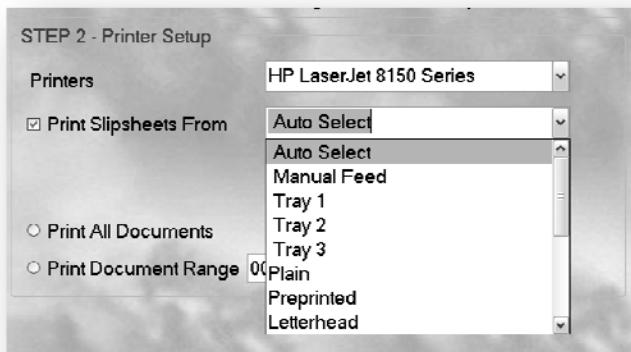 STEP 2 - Printer Setup
Printers HP LaserJet 8150 Series
Print Slipsheets From Auto Select
Auto Select
Manual Feed
Tray 1
Tray 2
Tray 3
Print All Documents
Plain
Print Document Range 00
Preprinted
Letterhead